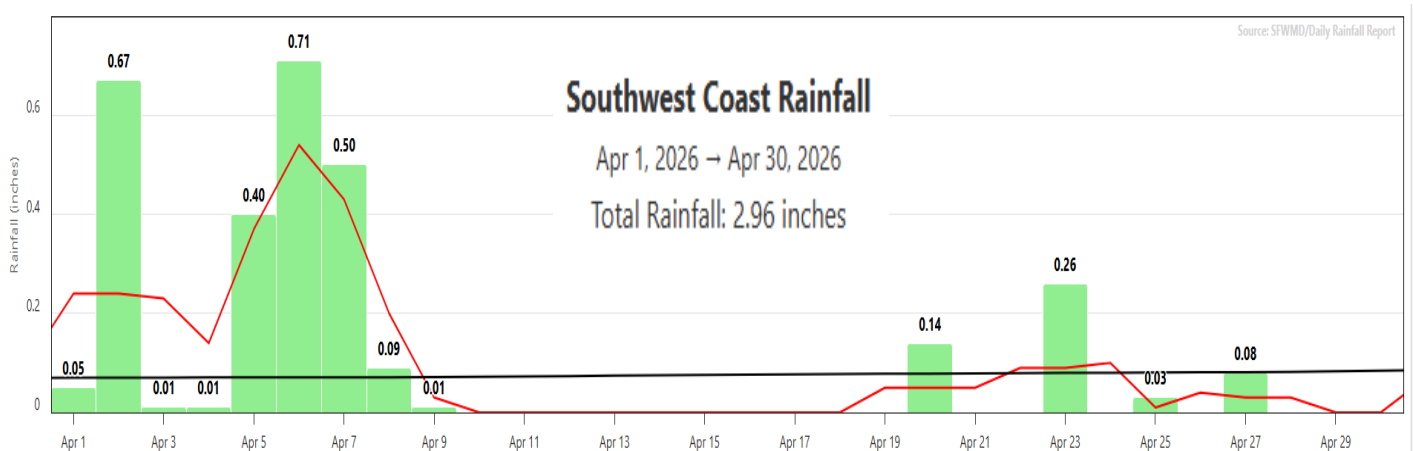 Source: SFWMD/Daily Rainfall Report
Southwest Coast Rainfall
Apr 1, 2026 → Apr 30, 2026
Total Rainfall: 2.96 inches
Rainfall (inches)
0.6
0.4
0.2
0
0.05
0.67
0.01
0.01
0.40
0.71
0.50
0.09
0.01
0.14
0.26
0.03
0.08
Apr 1
Apr 3
Apr 5
Apr 7
Apr 9
Apr 11
Apr 13
Apr 15
Apr 17
Apr 19
Apr 21
Apr 23
Apr 25
Apr 27
Apr 29